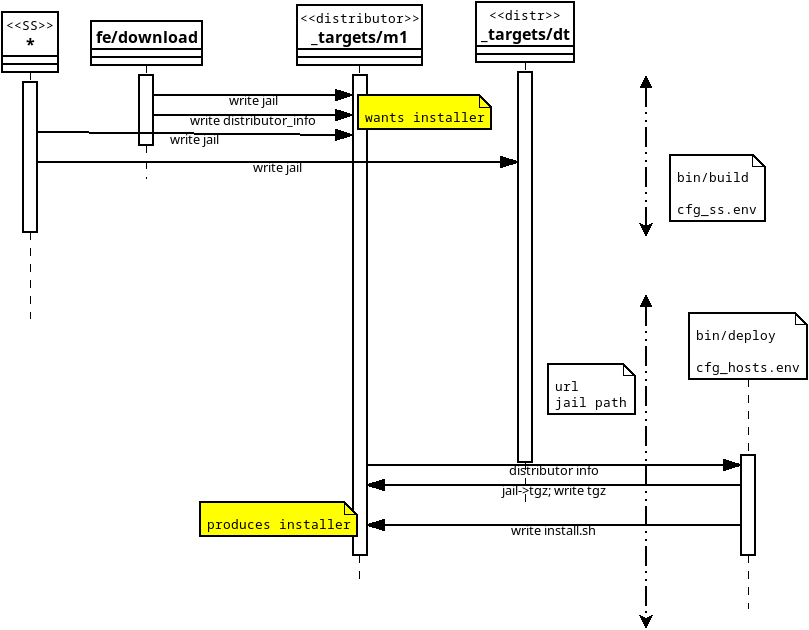 <<SS>>
*
fe/download
<<distributor>>
_targets/m1
<<distr>>
_targets/dt
write jail
wants installer
write distributor_info
write jail
write jail
bin/build
cfg_ss.env
bin/deploy
cfg_hosts.env
url
jail path
distributor info
jail->tgz; write tgz
produces installer
write install.sh